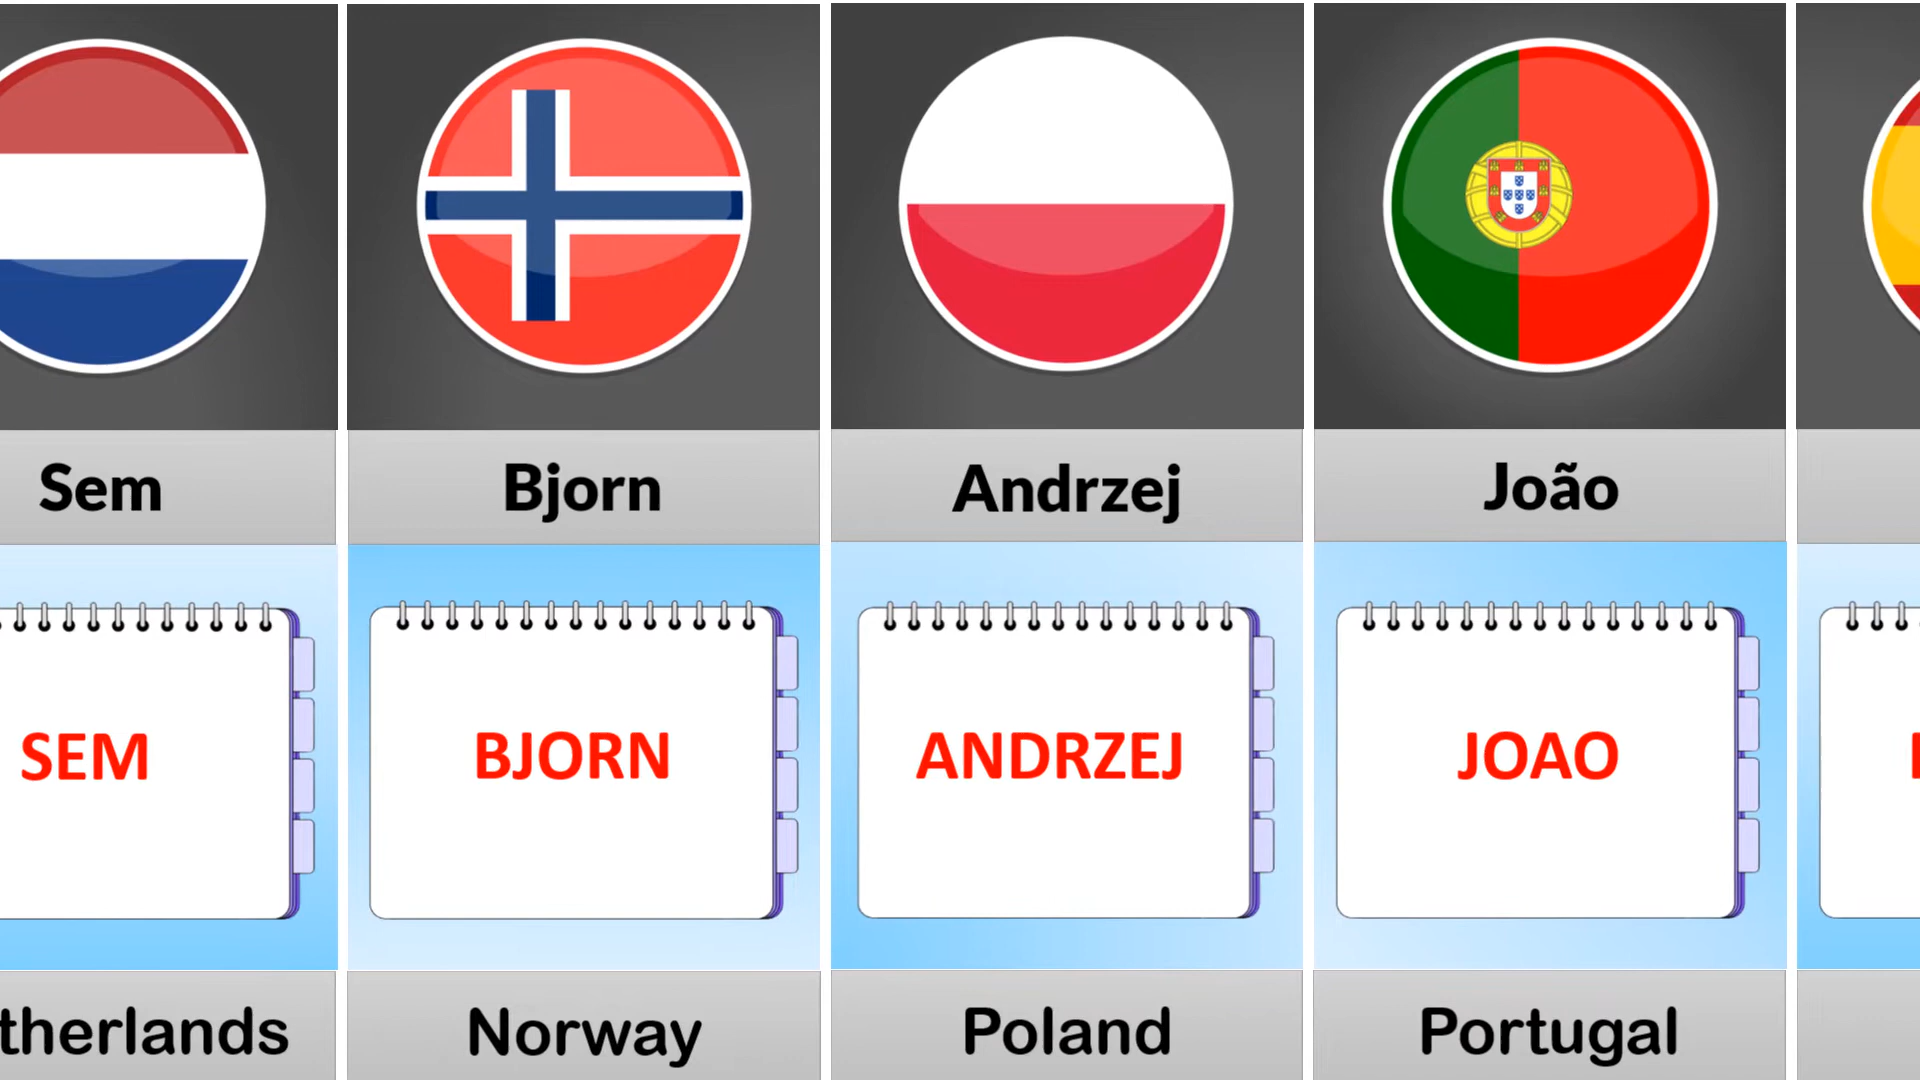 Sem
Bjorn
Andrzej
João
SEM
BJORN
ANDRZEJ
JOAO
therlands
Norway
Poland
Portugal